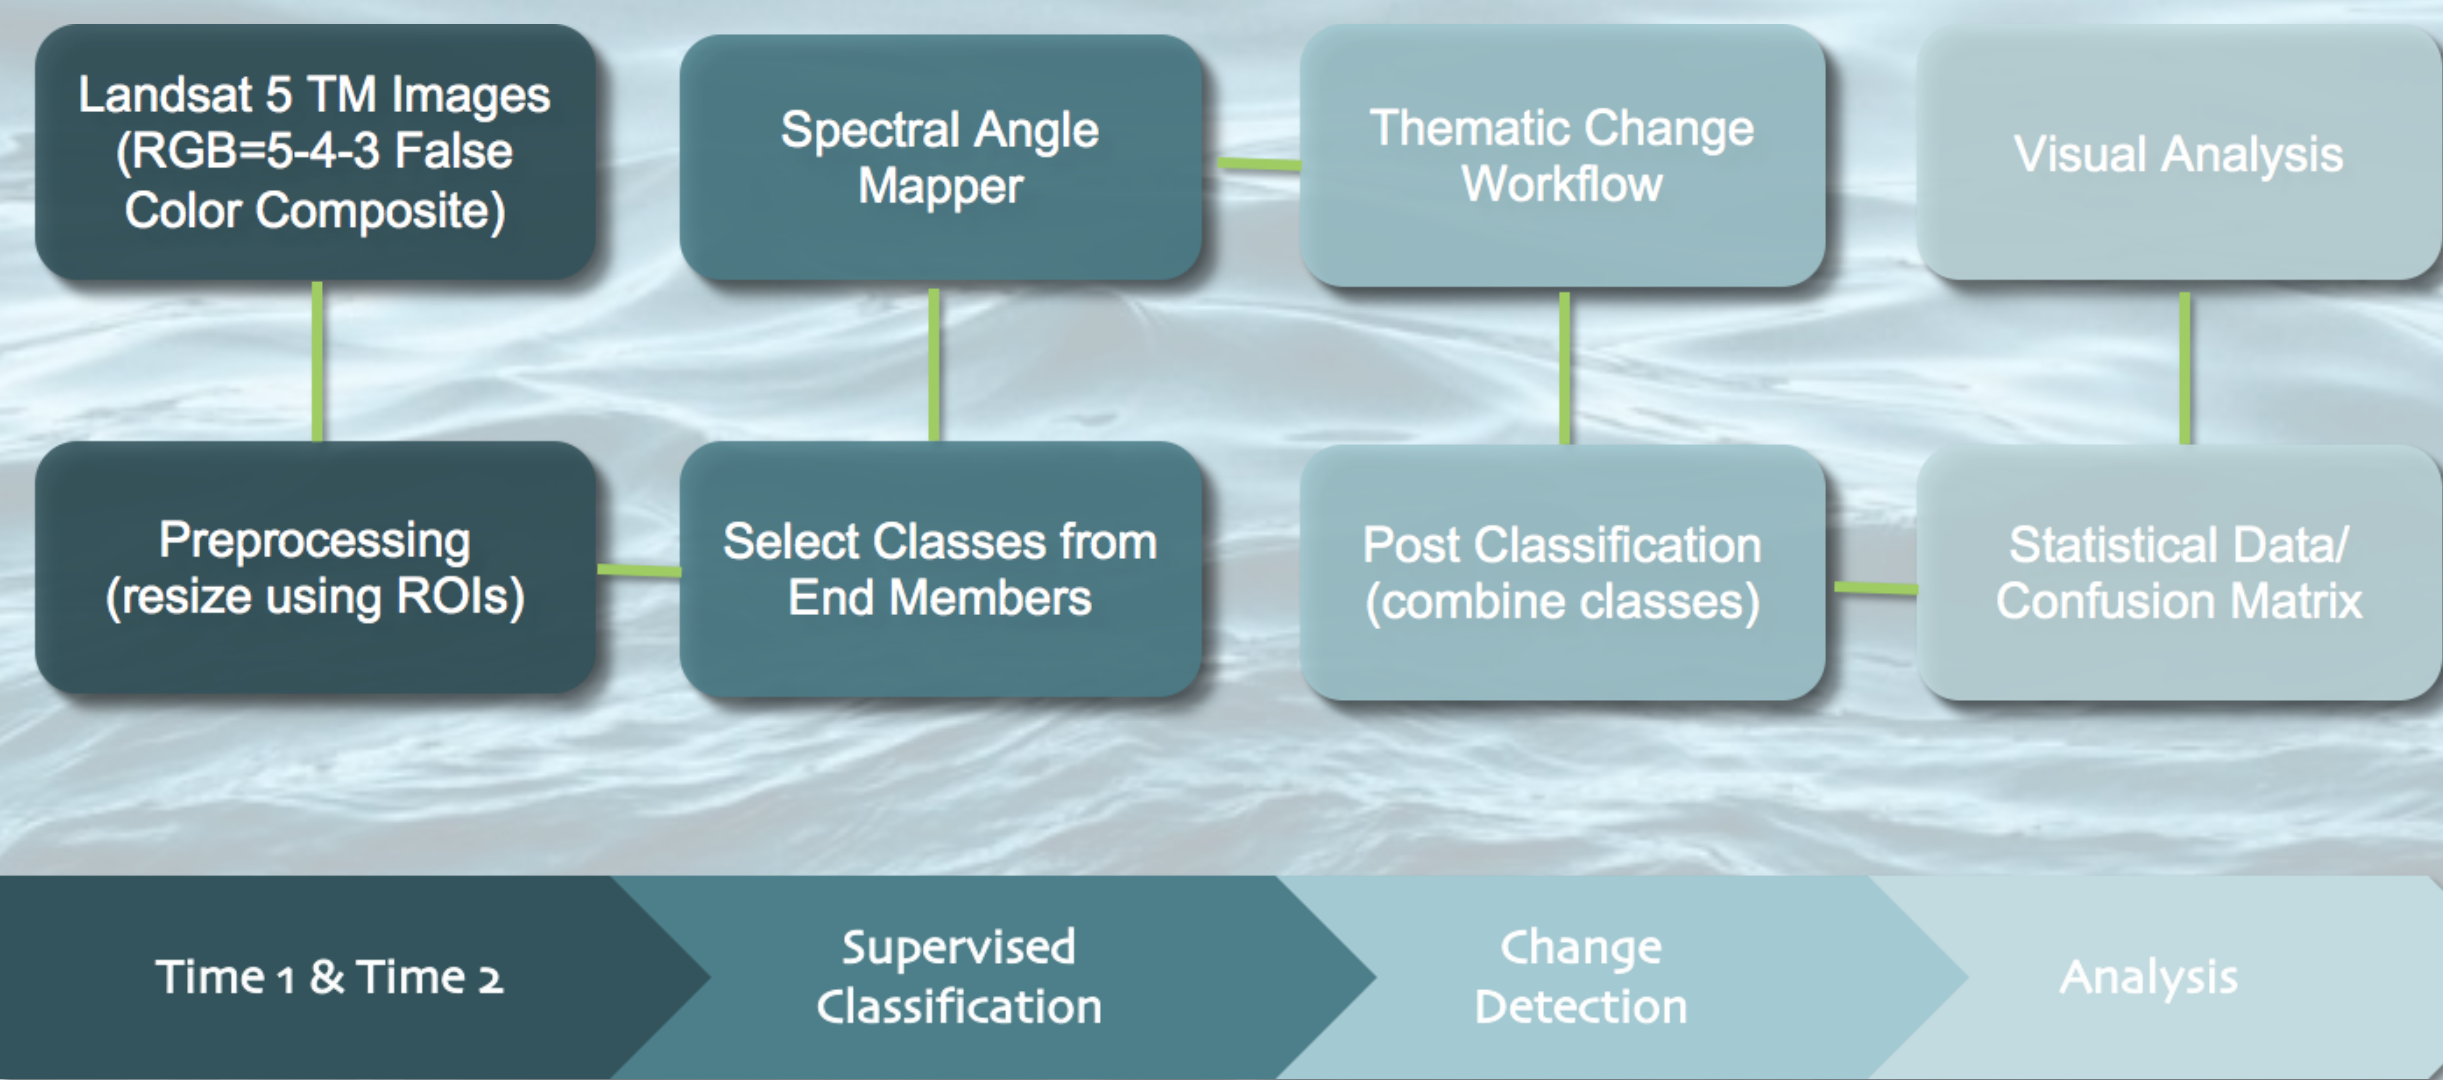 Landsat 5 TM Images
(RGB=5-4-3 False
Color Composite)
Spectral Angle
Mapper
Thematic Change
Workflow
Visual Analysis
Preprocessing
(resize using ROIs)
Select Classes from
End Members
Post Classification
(combine classes)
Statistical Data/
Confusion Matrix
Time 1 & Time 2
Supervised
Classification
Change
Detection
Analysis